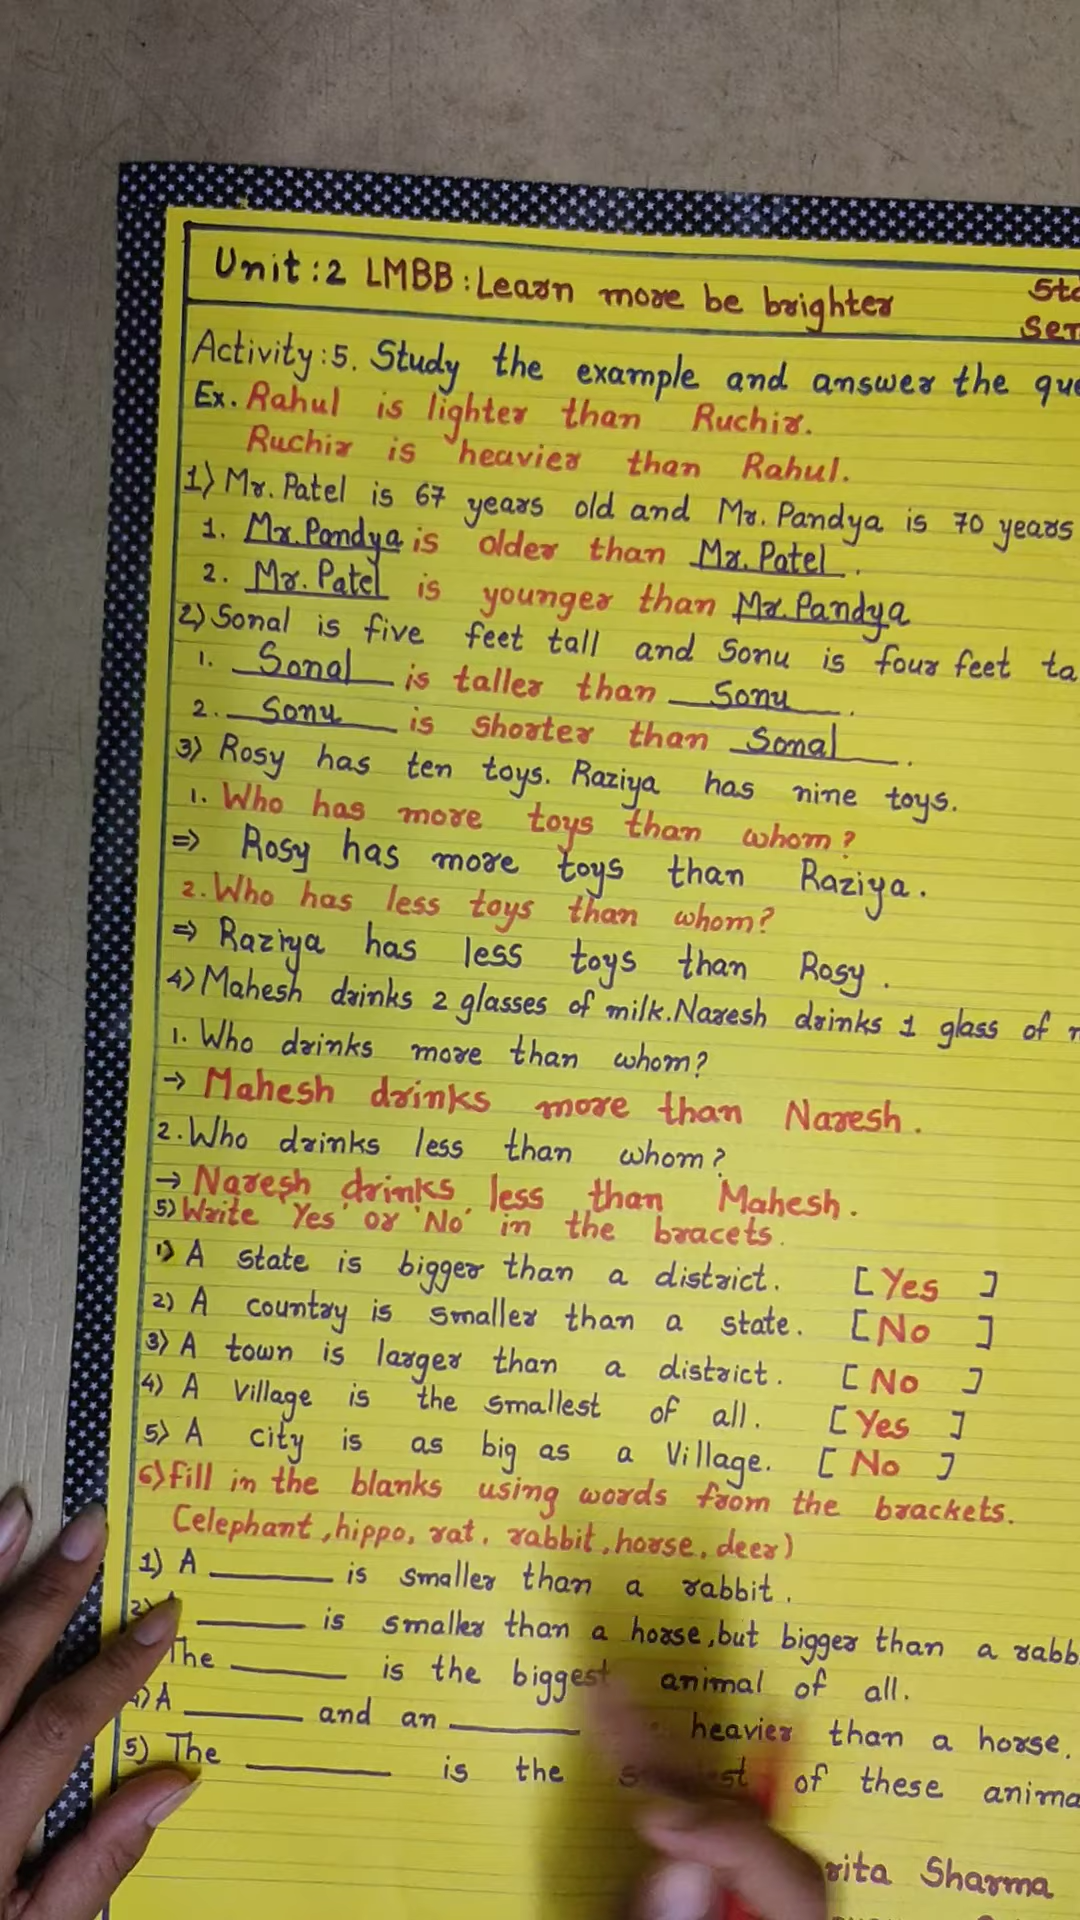 Unit:2 LMBB:Learn more be brighter
Activity:5. Study the example and answer the
Ex. Rahul is lighter than Ruchir.
Ruchir is heavier than Rahul.
1) Mr. Patel is 67 years old and Mr. Pandya is 70 years
1. Mr. Pandya is older than Mr. Patel.
2. Mr. Patel is younger than Mr. Pandya
2) Sonal is five feet tall and Sonu is four feet
1. Sonal is taller than Sonu.
2. Sonu is shorter than Sonal.
3) Rosy has ten toys. Raziya has nine toys.
1. Who has more toys than whom?
⇒ Rosy has more toys than Raziya.
2. Who has less toys than whom?
⇒ Raziya has less toys than Rosy.
4) Mahesh drinks 2 glasses of milk. Naresh drinks 1 glass of
1. Who drinks more than whom?
→ Mahesh drinks more than Naresh.
2. Who drinks less than whom?
→ Naresh drinks less than Mahesh.
5) Write 'Yes' or 'No' in the bracets.
1) A state is bigger than a district. [Yes]
2) A country is smaller than a state. [No]
3) A town is larger than a district. [No]
4) A Village is the smallest of all. [Yes]
5) A city is as big as a Village. [No]
6) Fill in the blanks using words from the brackets.
(elephant, hippo, rat, rabbit, horse, deer)
1) A ______ is smaller than a rabbit.
2) ______ is smaller than a horse, but bigger than a
The ______ is the biggest animal of all.
4) A ______ and an ______ heavier than a horse.
5) The ______ is the of these
Sharma